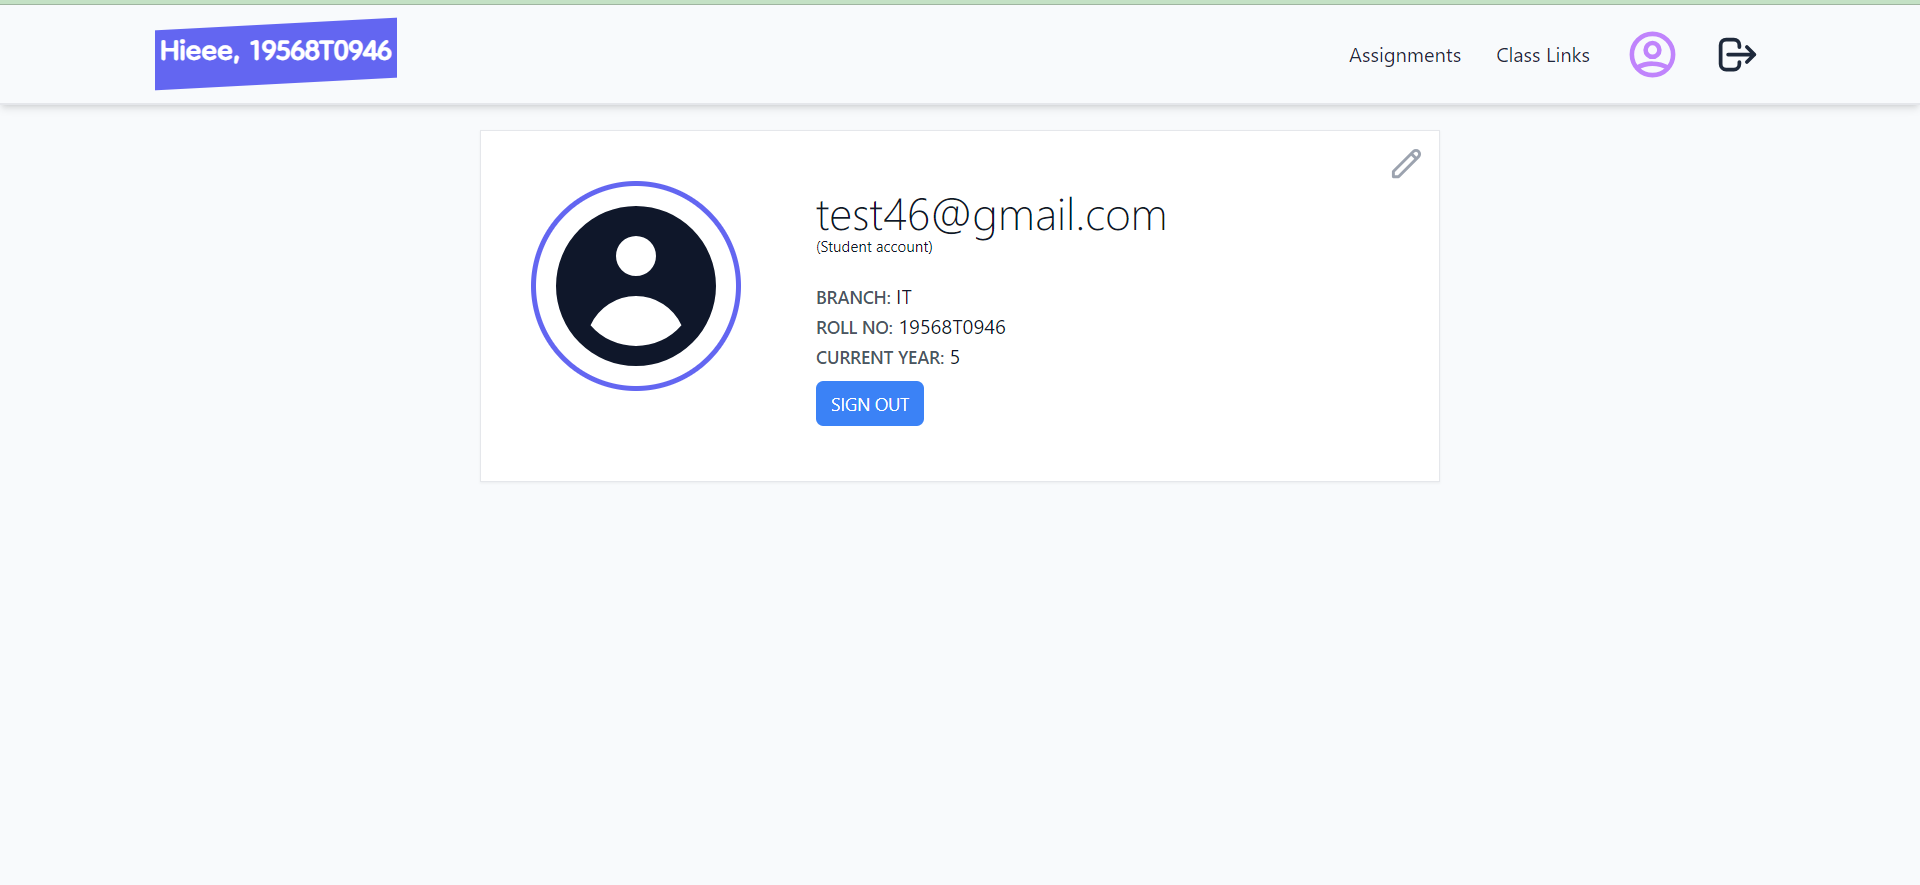 Hieee, 19568T0946
Assignments
Class Links
test46@gmail.com
(Student account)
BRANCH: IT
ROLL NO: 19568T0946
CURRENT YEAR: 5
SIGN OUT